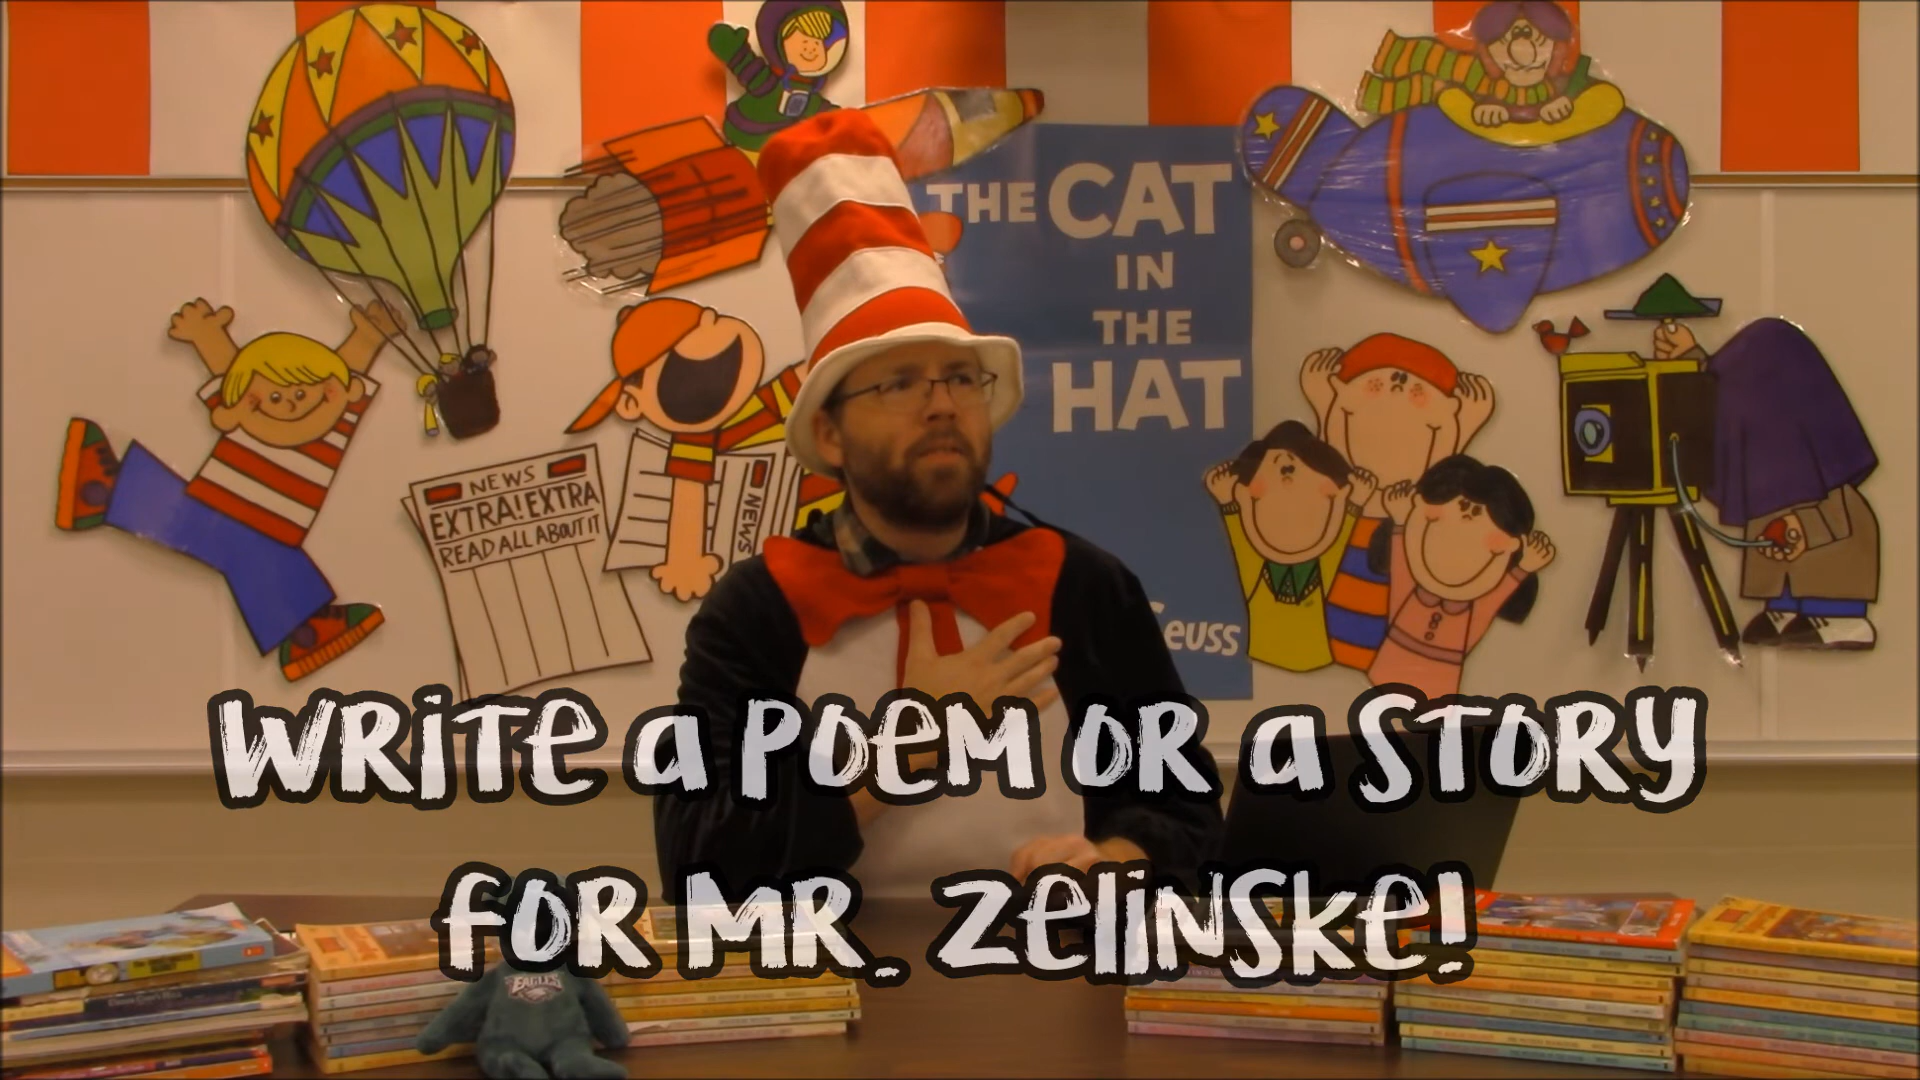 THE CAT
IN
THE
HAT
euss
NEWS
EXTRA! EXTRA
READ ALL ABOUT IT
NEWS
WRITE a POEM OR a STORY
FOR MR. ZELINSKE!
EAGLES